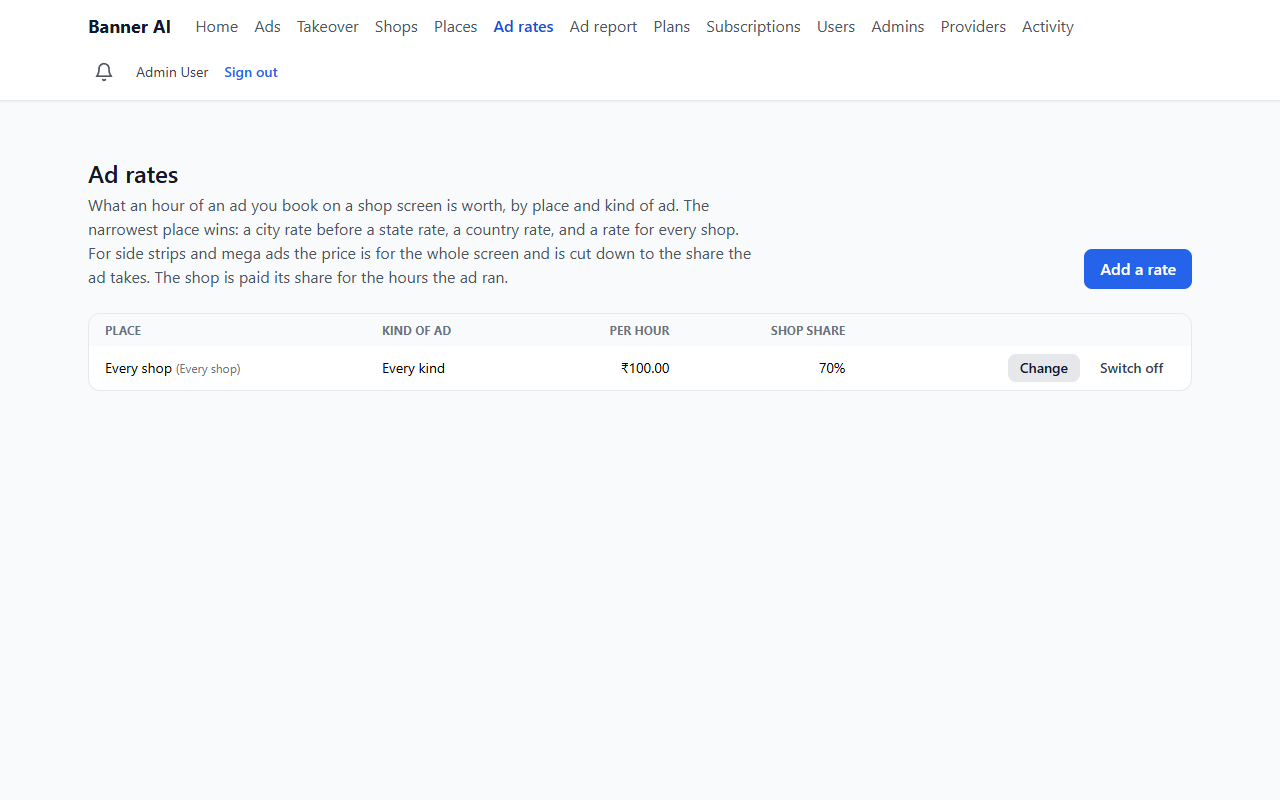 Banner AI Home Ads Takeover Shops Places Ad rates Ad report Plans Subscriptions Users Admins Providers Activity
Admin User Sign out
Ad rates
What an hour of an ad you book on a shop screen is worth, by place and kind of ad. The
narrowest place wins: a city rate before a state rate, a country rate, and a rate for every shop.
For side strips and mega ads the price is for the whole screen and is cut down to the share the
ad takes. The shop is paid its share for the hours the ad ran.
Add a rate
PLACE KIND OF AD PER HOUR SHOP SHARE
Every shop (Every shop) Every kind ₹100.00 70% Change Switch off